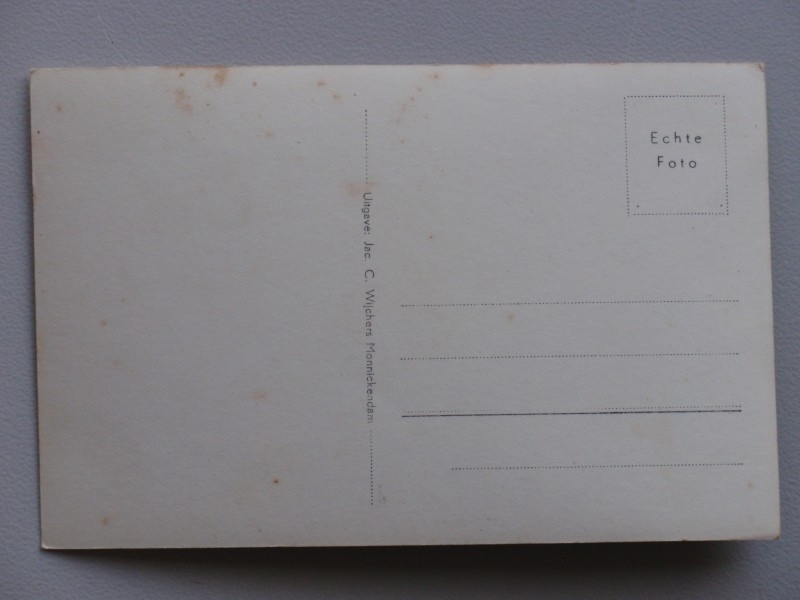 Echte
Foto
Uitgave: Jac. C. Wijchers Monnickendam